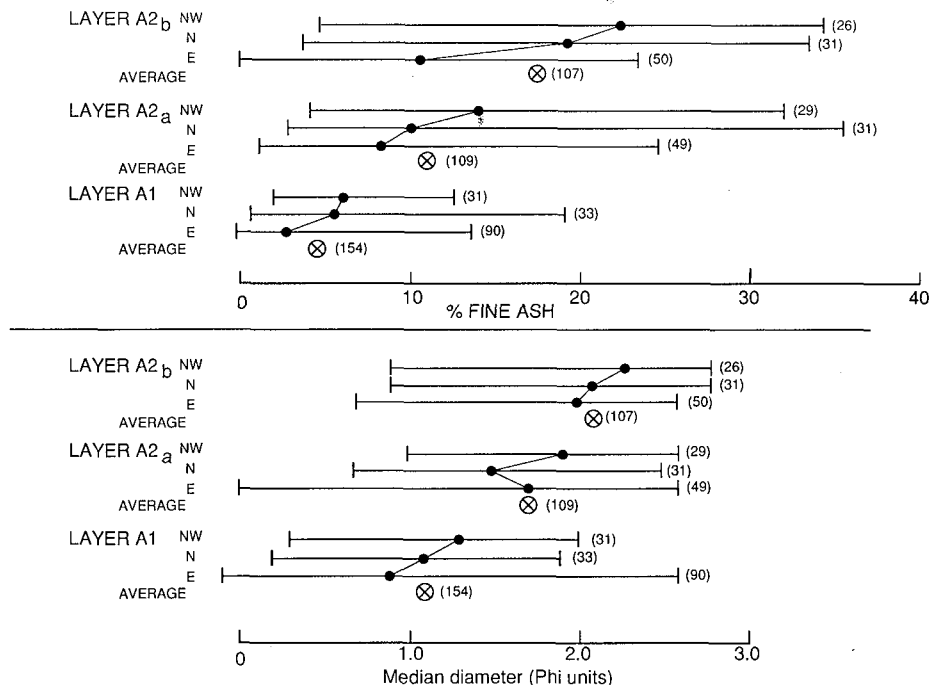 LAYER A2b NW (26)
N (31)
E (50)
AVERAGE (107)
LAYER A2a NW (29)
N (31)
E (49)
AVERAGE (109)
LAYER A1 NW (31)
N (33)
E (90)
AVERAGE (154)
0 10 20 30 40
% FINE ASH
LAYER A2b NW (26)
N (31)
E (50)
AVERAGE (107)
LAYER A2a NW (29)
N (31)
E (49)
AVERAGE (109)
LAYER A1 NW (31)
N (33)
E (90)
AVERAGE (154)
0 1.0 2.0 3.0
Median diameter (Phi units)